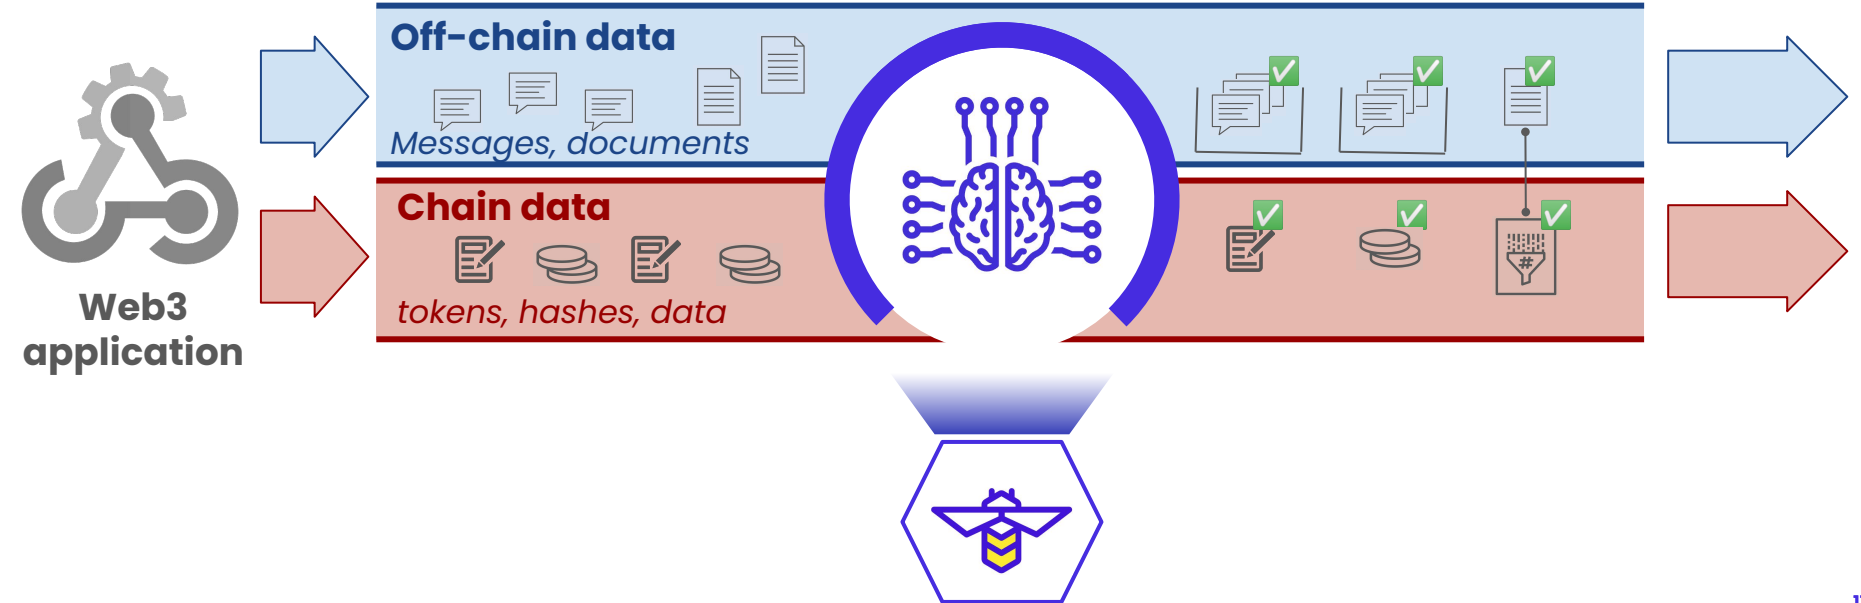 Off-chain data
Messages, documents
Chain data
tokens, hashes, data
Web3
application
#